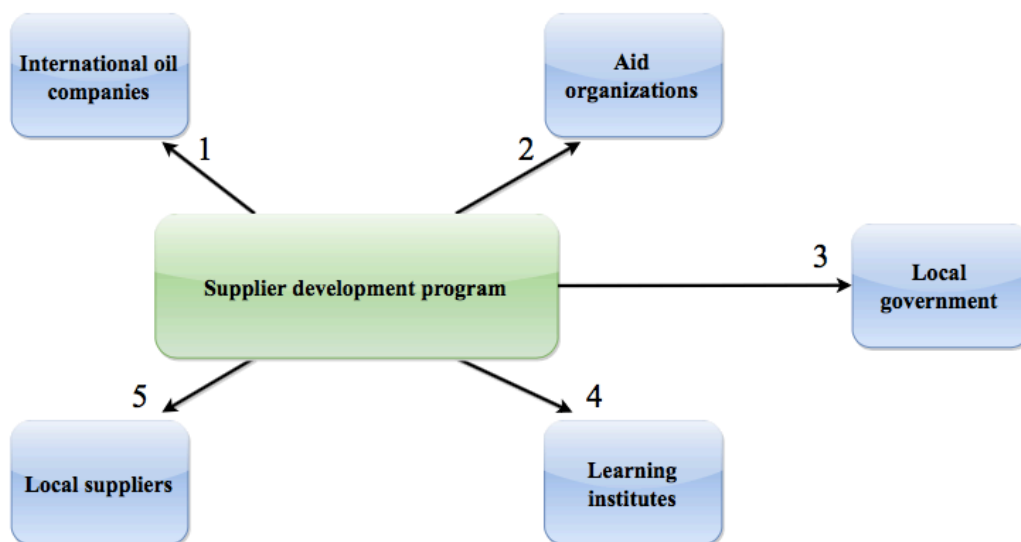 International oil
companies
Aid
organizations
1
2
Supplier development program
3
Local
government
5
4
Local suppliers
Learning
institutes